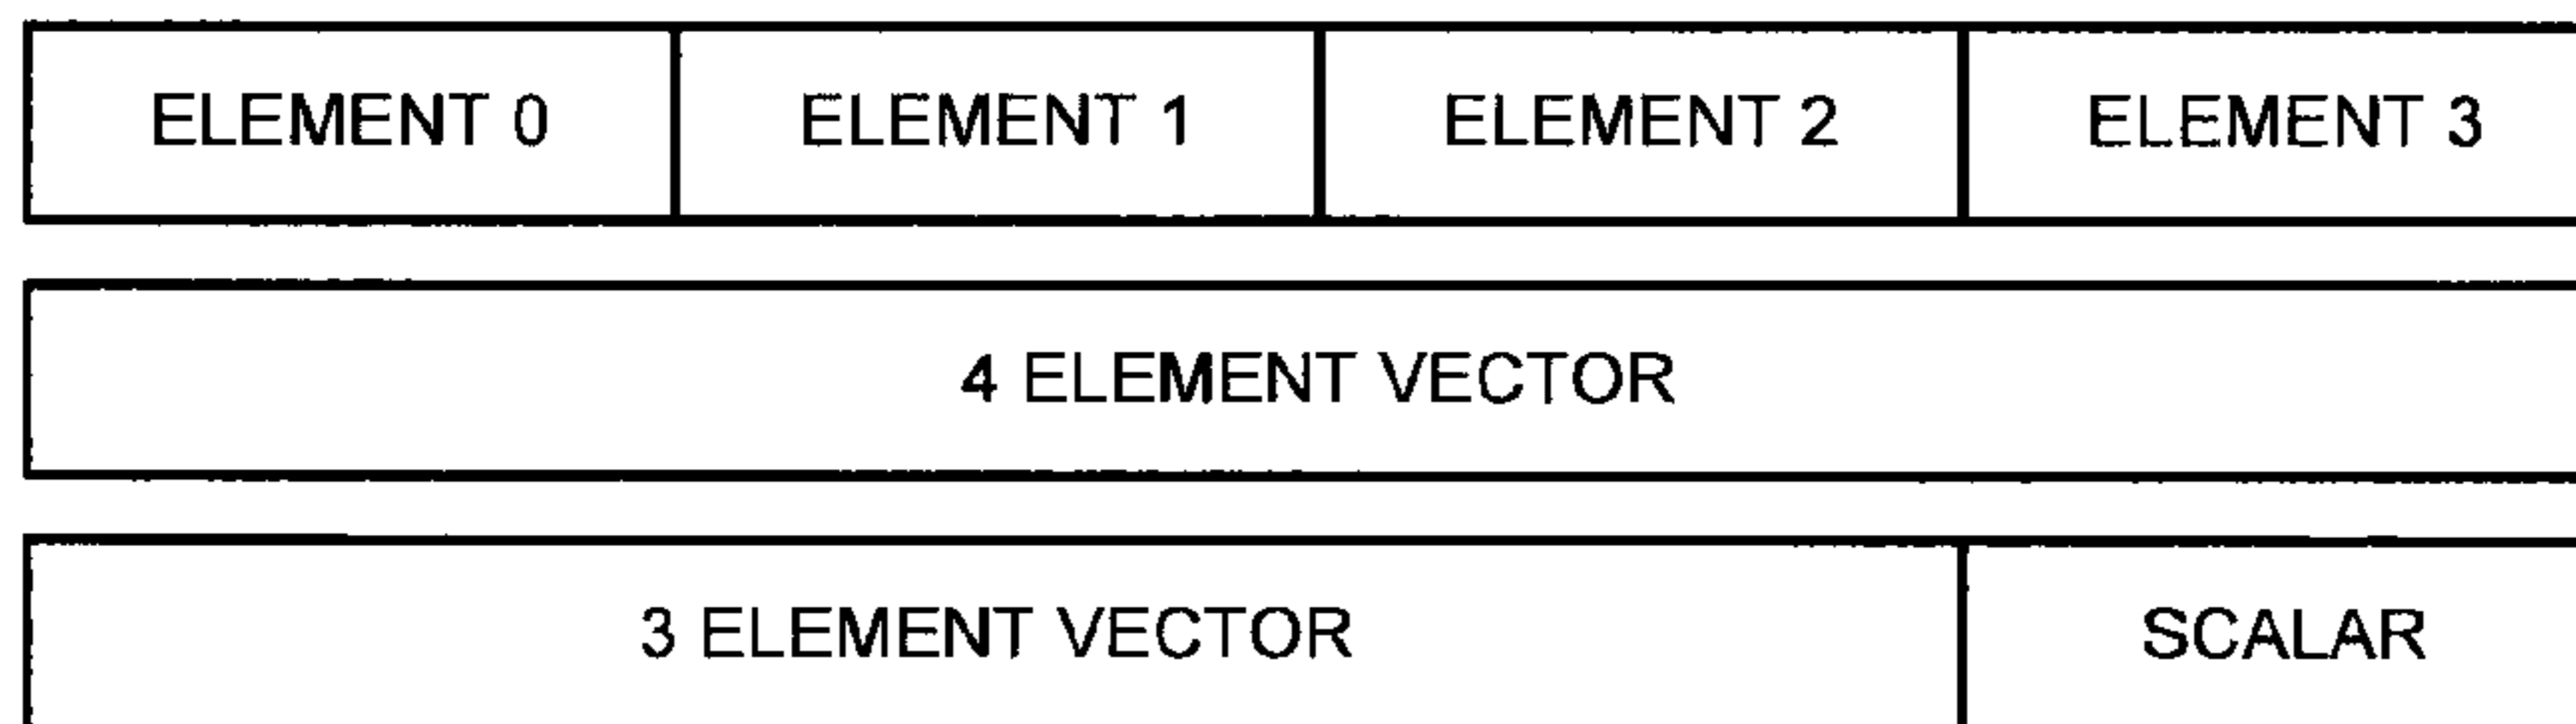 ELEMENT 0 ELEMENT 1 ELEMENT 2 ELEMENT 3
4 ELEMENT VECTOR
3 ELEMENT VECTOR SCALAR